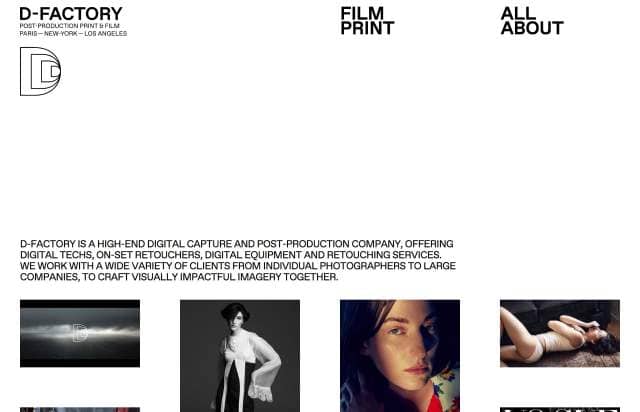 D-FACTORY
POST-PRODUCTION PRINT & FILM
PARIS — NEW-YORK — LOS ANGELES
FILM
PRINT
ALL
ABOUT
D-FACTORY IS A HIGH-END DIGITAL CAPTURE AND POST-PRODUCTION COMPANY, OFFERING
DIGITAL TECHS, ON-SET RETOUCHERS, DIGITAL EQUIPMENT AND RETOUCHING SERVICES.
WE WORK WITH A WIDE VARIETY OF CLIENTS FROM INDIVIDUAL PHOTOGRAPHERS TO LARGE
COMPANIES, TO CRAFT VISUALLY IMPACTFUL IMAGERY TOGETHER.